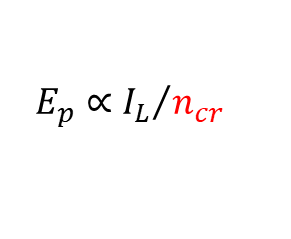 E_p ∝ I_L/n_cr